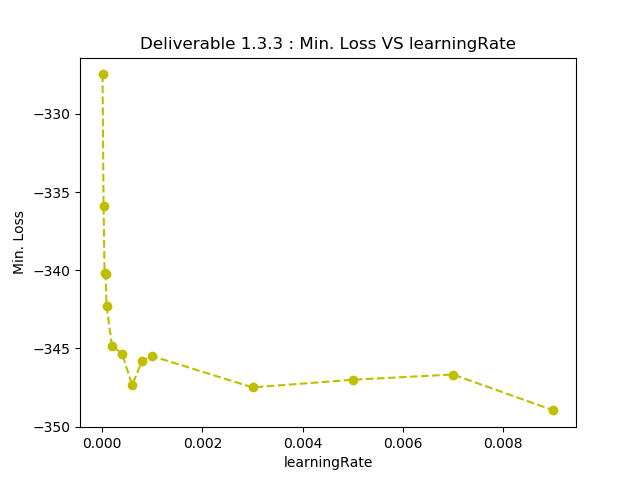 Deliverable 1.3.3 : Min. Loss VS learningRate
Min. Loss
−330
−335
−340
−345
−350
0.000 0.002 0.004 0.006 0.008
learningRate